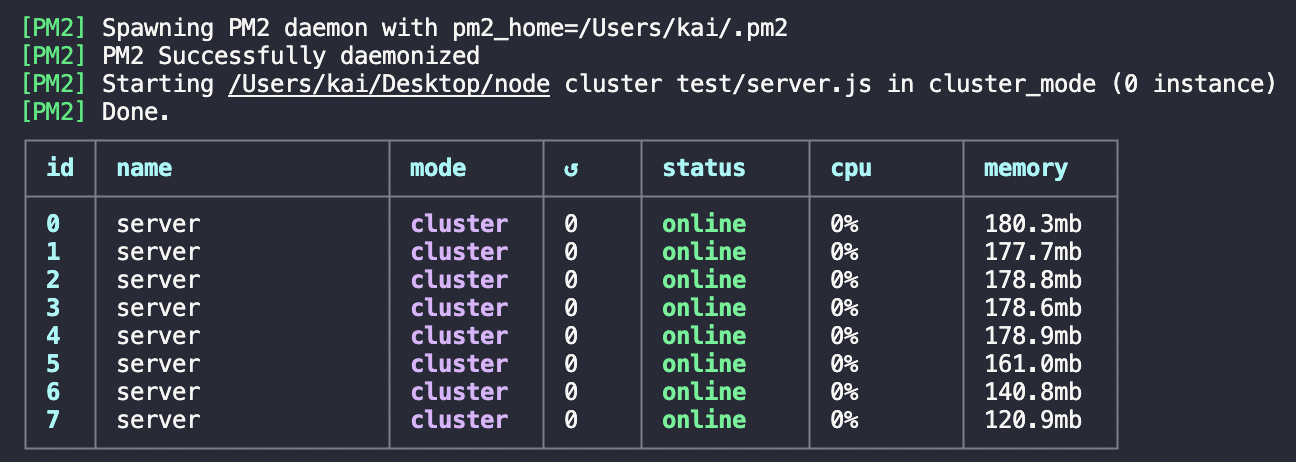 [PM2] Spawning PM2 daemon with pm2_home=/Users/kai/.pm2
[PM2] PM2 Successfully daemonized
[PM2] Starting /Users/kai/Desktop/node cluster test/server.js in cluster_mode (0 instance)
[PM2] Done.
id name mode ↺ status cpu memory
0 server cluster 0 online 0% 180.3mb
1 server cluster 0 online 0% 177.7mb
2 server cluster 0 online 0% 178.8mb
3 server cluster 0 online 0% 178.6mb
4 server cluster 0 online 0% 178.9mb
5 server cluster 0 online 0% 161.0mb
6 server cluster 0 online 0% 140.8mb
7 server cluster 0 online 0% 120.9mb